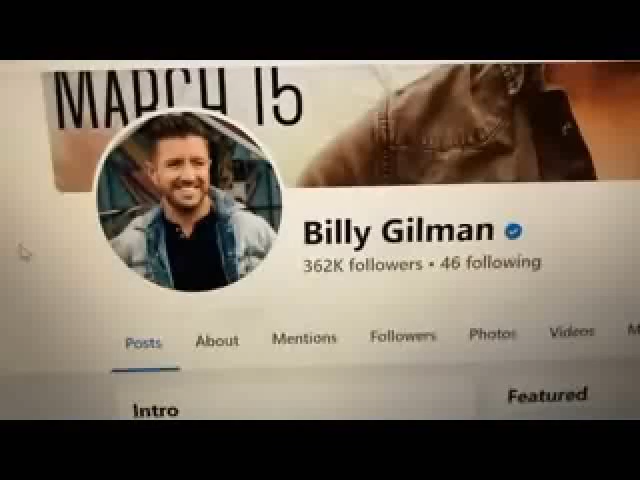 MARCH 15
Billy Gilman
362K followers • 46 following
Posts About Mentions Followers Photos Videos M
Intro
Featured